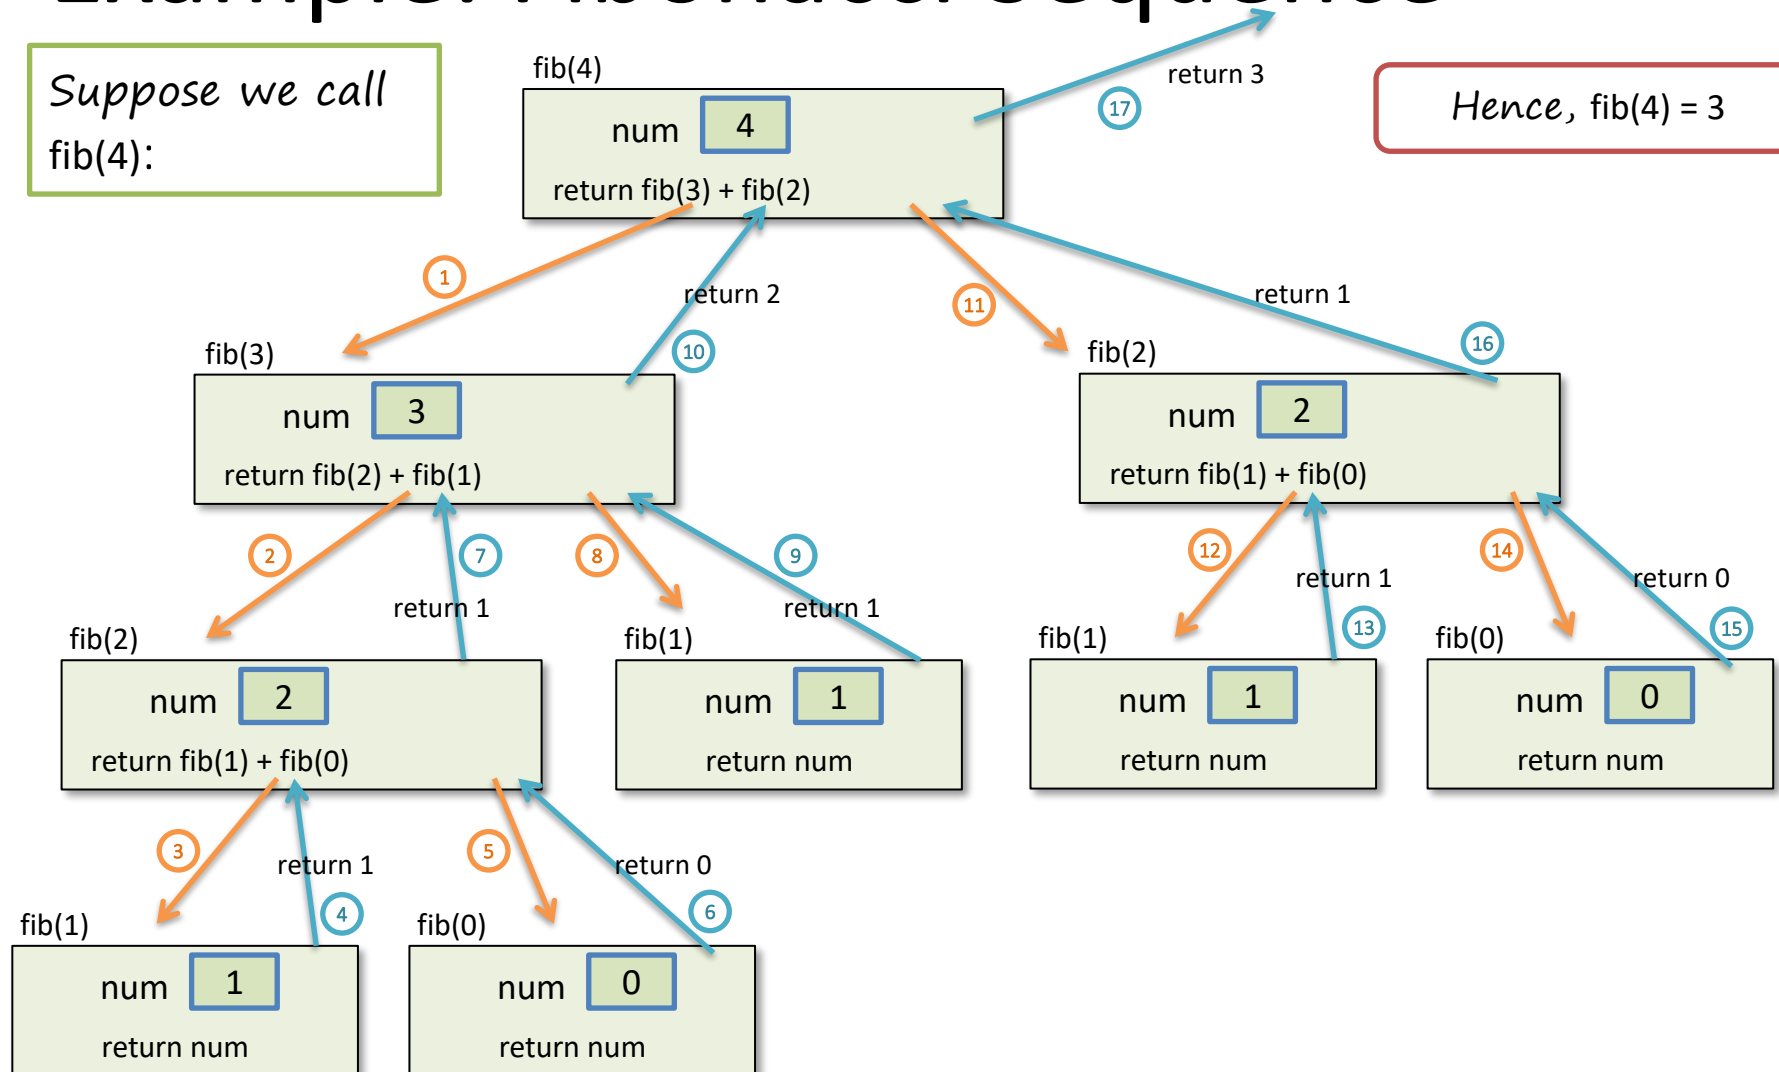 Example: Fibonacci Sequence
Suppose we call
fib(4):
fib(4)
num 4
return fib(3) + fib(2)
return 3
17
Hence, fib(4) = 3
1
return 2
10
11
return 1
16
fib(3)
num 3
return fib(2) + fib(1)
fib(2)
num 2
return fib(1) + fib(0)
2
7
return 1
8
9
return 1
12
return 1
13
14
return 0
15
fib(2)
num 2
return fib(1) + fib(0)
fib(1)
num 1
return num
fib(1)
num 1
return num
fib(0)
num 0
return num
3
return 1
4
5
return 0
6
fib(1)
num 1
return num
fib(0)
num 0
return num